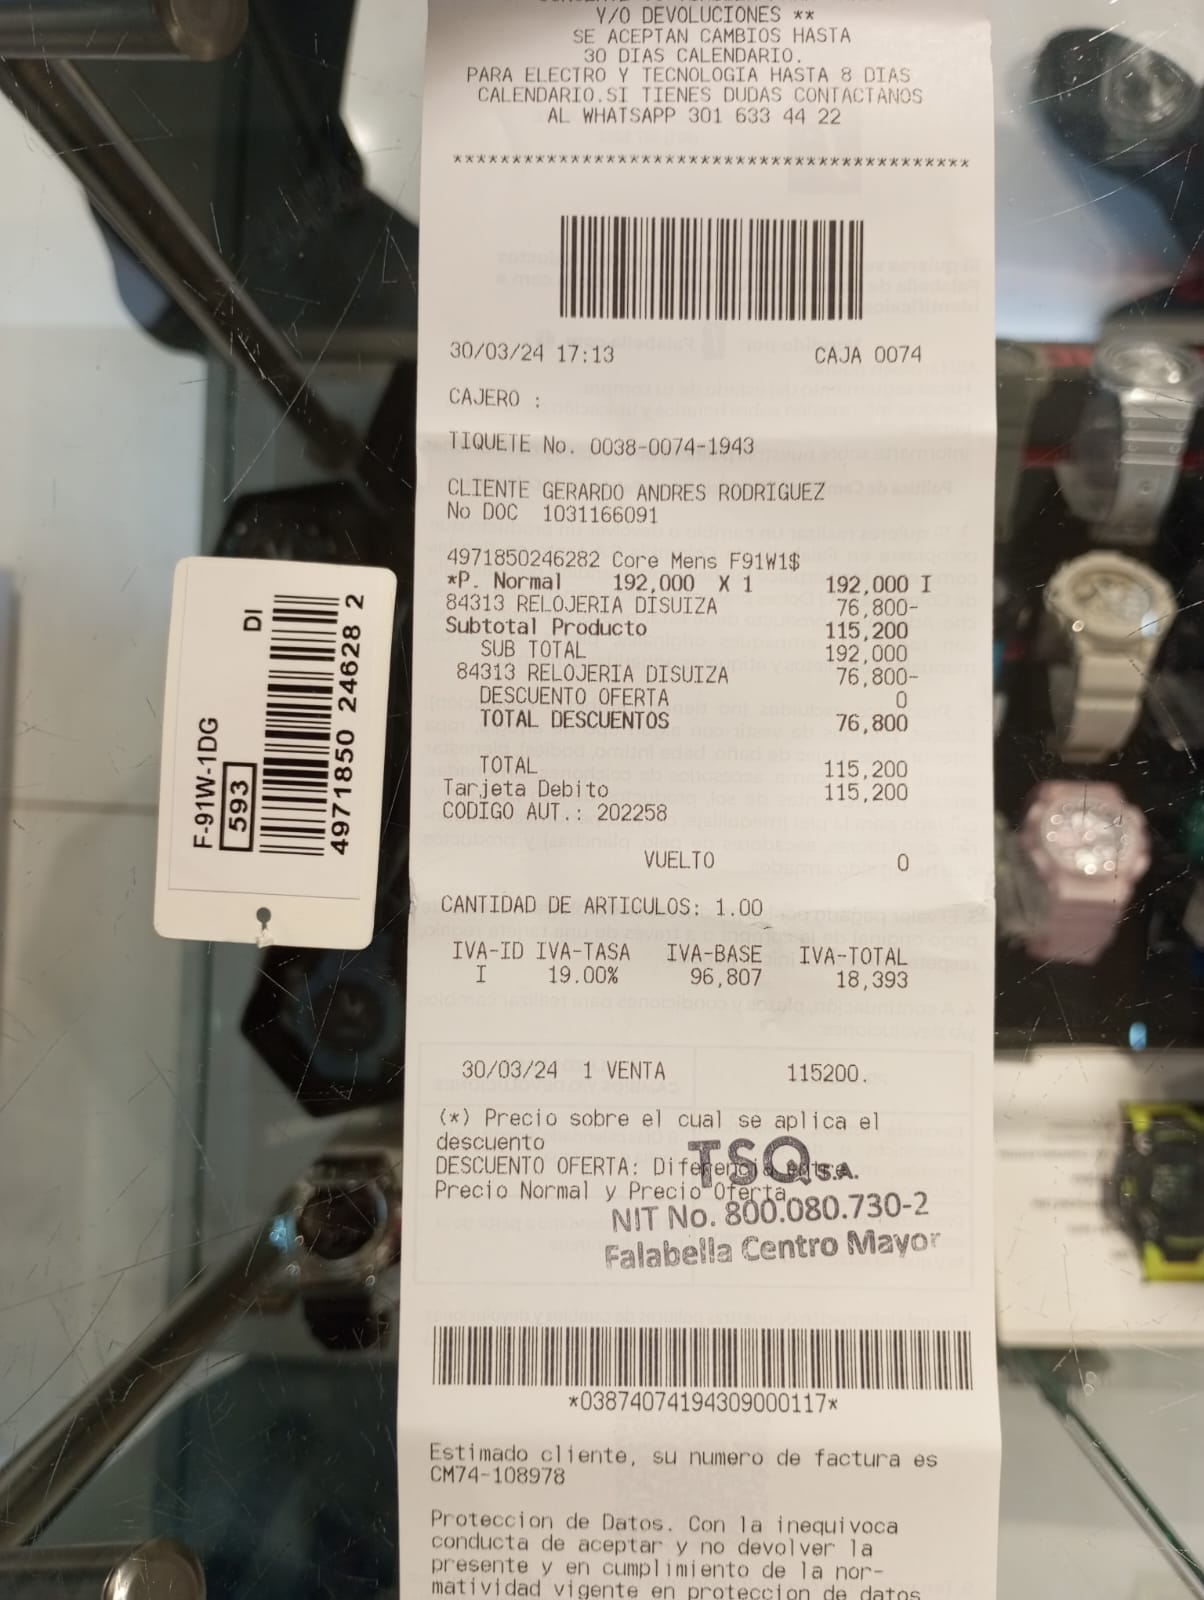 Y/O DEVOLUCIONES **
SE ACEPTAN CAMBIOS HASTA
30 DIAS CALENDARIO.
PARA ELECTRO Y TECNOLOGIA HASTA 8 DIAS
CALENDARIO.SI TIENES DUDAS CONTACTANOS
AL WHATSAPP 301 633 44 22
********************************************
30/03/24 17:13 CAJA 0074
CAJERO :
TIQUETE No. 0038-0074-1943
CLIENTE GERARDO ANDRES RODRIGUEZ
No DOC 1031166091
4971850246282 Core Mens F91W1$
*P. Normal 192,000 X 1 192,000 I
84313 RELOJERIA DISUIZA 76,800-
Subtotal Producto 115,200
SUB TOTAL 192,000
84313 RELOJERIA DISUIZA 76,800-
DESCUENTO OFERTA 0
TOTAL DESCUENTOS 76,800
TOTAL 115,200
Tarjeta Debito 115,200
CODIGO AUT.: 202258
VUELTO 0
CANTIDAD DE ARTICULOS: 1.00
IVA-ID IVA-TASA IVA-BASE IVA-TOTAL
I 19.00% 96,807 18,393
30/03/24 1 VENTA 115200.
(*) Precio sobre el cual se aplica el
descuento
DESCUENTO OFERTA: Diferencia entre
Precio Normal y Precio Oferta
TSQ S.A.
NIT No. 800.080.730-2
Falabella Centro Mayor
*03874074194309000117*
Estimado cliente, su numero de factura es
CM74-108978
Proteccion de Datos. Con la inequivoca
conducta de aceptar y no devolver la
presente y en cumplimiento de la nor-
matividad vigente en proteccion de datos
F-91W-1DG DI
593
4971850 24628 2